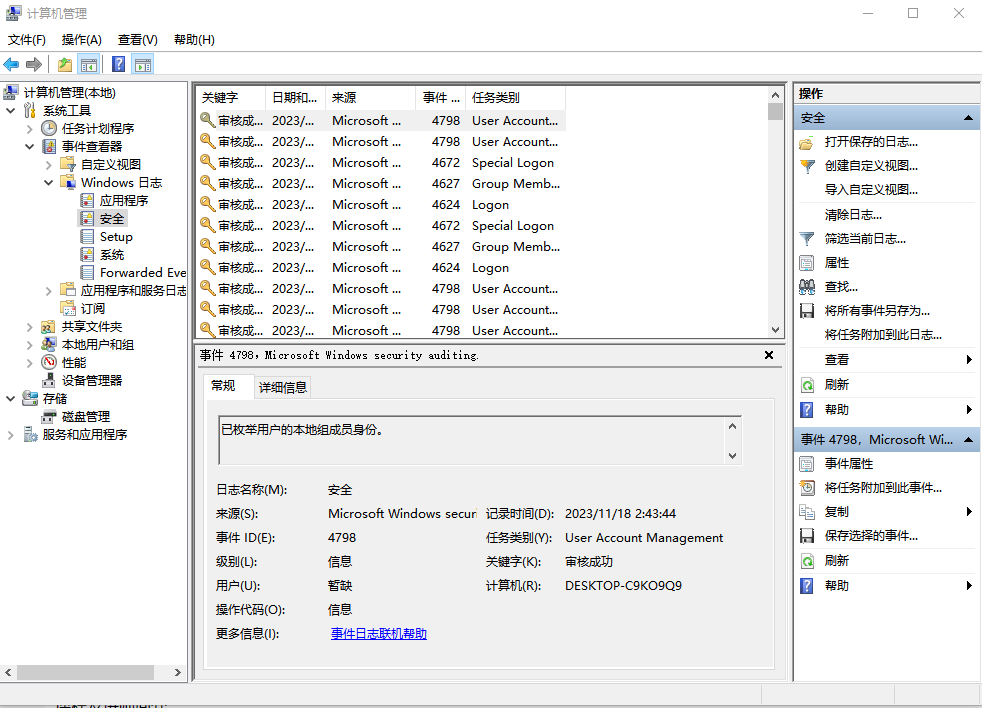 计算机管理
文件(F) 操作(A) 查看(V) 帮助(H)
计算机管理(本地)
系统工具
任务计划程序
事件查看器
自定义视图
Windows 日志
应用程序
安全
Setup
系统
Forwarded Eve
应用程序和服务日志
订阅
共享文件夹
本地用户和组
性能
设备管理器
存储
磁盘管理
服务和应用程序
关键字 日期和... 来源 事件 ... 任务类别
审核成... 2023/... Microsoft ... 4798 User Account...
审核成... 2023/... Microsoft ... 4798 User Account...
审核成... 2023/... Microsoft ... 4672 Special Logon
审核成... 2023/... Microsoft ... 4627 Group Memb...
审核成... 2023/... Microsoft ... 4624 Logon
审核成... 2023/... Microsoft ... 4672 Special Logon
审核成... 2023/... Microsoft ... 4627 Group Memb...
审核成... 2023/... Microsoft ... 4624 Logon
审核成... 2023/... Microsoft ... 4798 User Account...
审核成... 2023/... Microsoft ... 4798 User Account...
审核成... 2023/... Microsoft ... 4798 User Account...
事件 4798，Microsoft Windows security auditing.
常规 详细信息
已枚举用户的本地组成员身份。
日志名称(M): 安全
来源(S): Microsoft Windows securi 记录时间(D): 2023/11/18 2:43:44
事件 ID(E): 4798 任务类别(Y): User Account Management
级别(L): 信息 关键字(K): 审核成功
用户(U): 暂缺 计算机(R): DESKTOP-C9KO9Q9
操作代码(O): 信息
更多信息(I): 事件日志联机帮助
操作
安全
打开保存的日志...
创建自定义视图...
导入自定义视图...
清除日志...
筛选当前日志...
属性
查找...
将所有事件另存为...
将任务附加到此日志...
查看
刷新
帮助
事件 4798，Microsoft Wi...
事件属性
将任务附加到此事件...
复制
保存选择的事件...
刷新
帮助